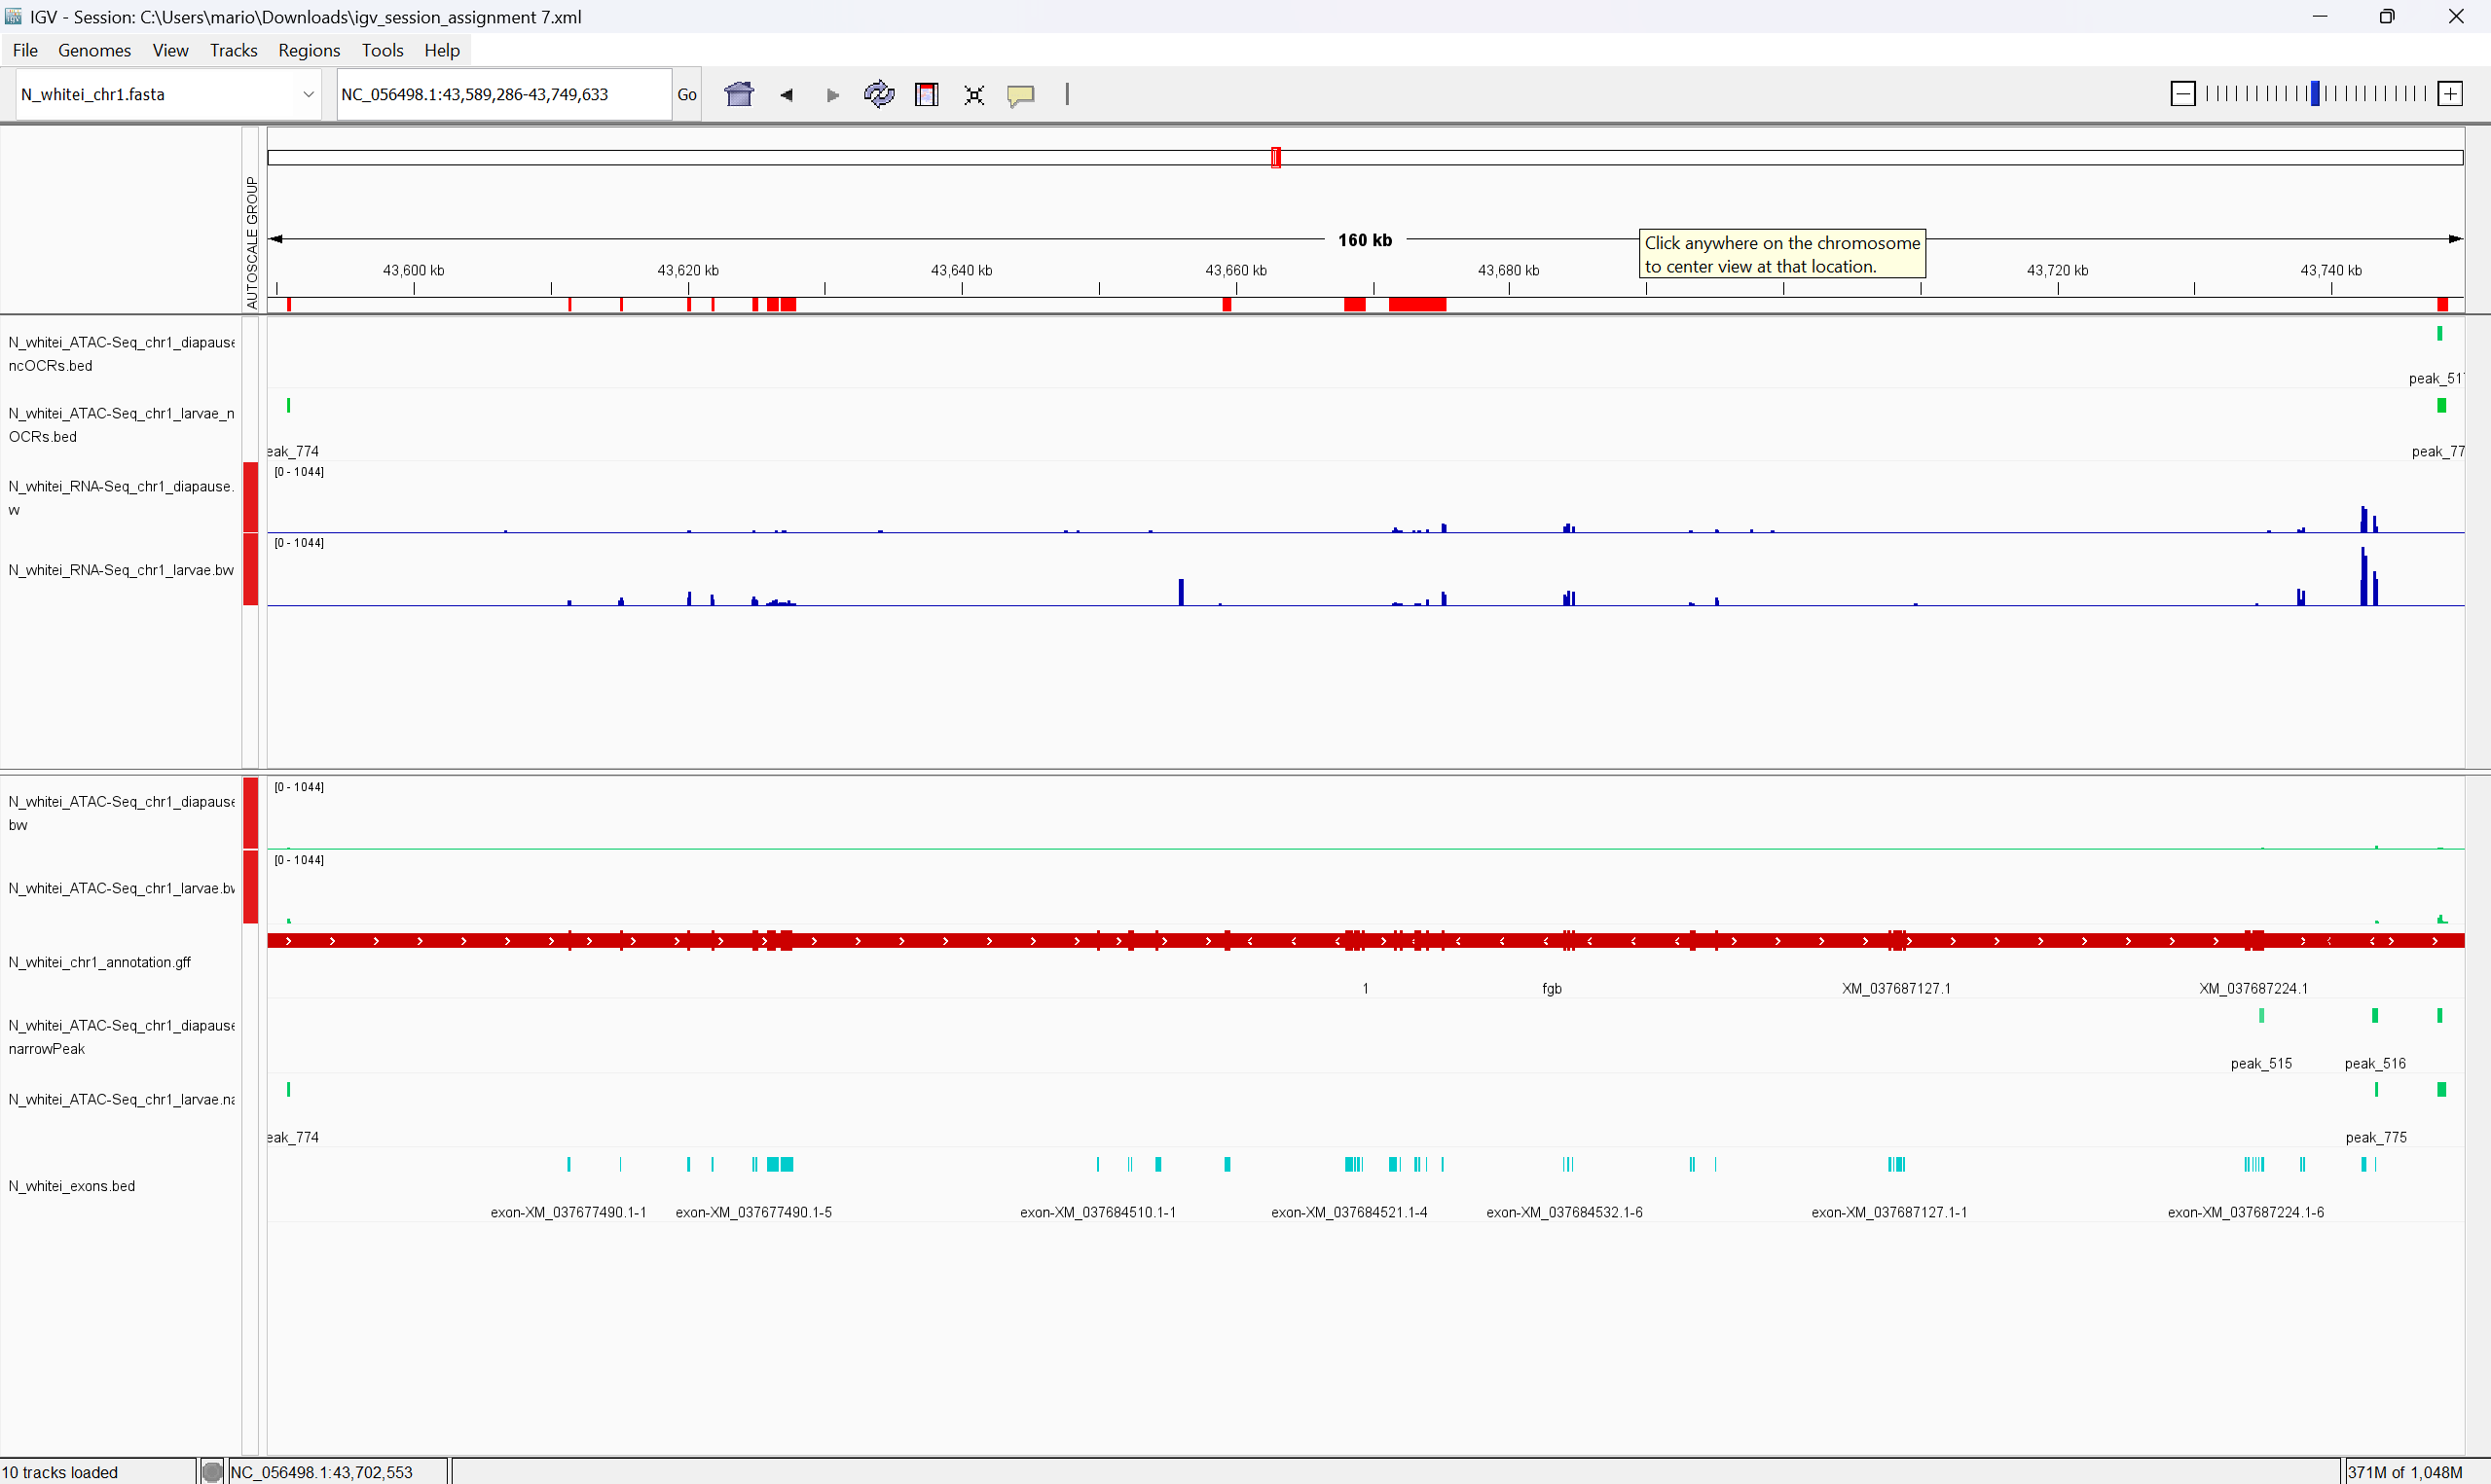 IGV - Session: C:\Users\mario\Downloads\igv_session_assignment 7.xml
File Genomes View Tracks Regions Tools Help
N_whitei_chr1.fasta
NC_056498.1:43,589,286-43,749,633
Go
AUTOSCALE GROUP
160 kb
Click anywhere on the chromosome
to center view at that location.
43,600 kb 43,620 kb 43,640 kb 43,660 kb 43,680 kb 43,720 kb 43,740 kb
N_whitei_ATAC-Seq_chr1_diapause
ncOCRs.bed
peak_51
N_whitei_ATAC-Seq_chr1_larvae_n
OCRs.bed
eak_774 peak_77
N_whitei_RNA-Seq_chr1_diapause.
w
[0 - 1044]
N_whitei_RNA-Seq_chr1_larvae.bw
[0 - 1044]
N_whitei_ATAC-Seq_chr1_diapause
bw
[0 - 1044]
N_whitei_ATAC-Seq_chr1_larvae.bw
[0 - 1044]
N_whitei_chr1_annotation.gff
1 fgb XM_037687127.1 XM_037687224.1
N_whitei_ATAC-Seq_chr1_diapause
narrowPeak
peak_515 peak_516
N_whitei_ATAC-Seq_chr1_larvae.na
eak_774 peak_775
N_whitei_exons.bed
exon-XM_037677490.1-1 exon-XM_037677490.1-5 exon-XM_037684510.1-1 exon-XM_037684521.1-4 exon-XM_037684532.1-6 exon-XM_037687127.1-1 exon-XM_037687224.1-6
10 tracks loaded
NC_056498.1:43,702,553
371M of 1,048M